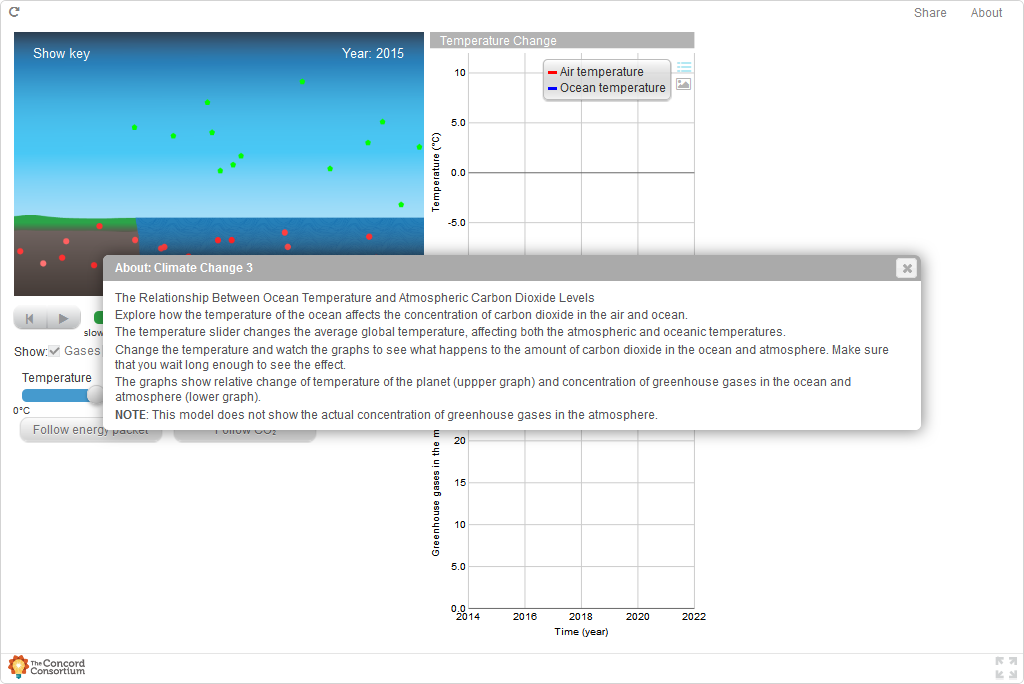 Share
About
Show key
Year: 2015
Temperature Change
Air temperature
Ocean temperature
10
5.0
0.0
-5.0
Temperature (°C)
About: Climate Change 3
The Relationship Between Ocean Temperature and Atmospheric Carbon Dioxide Levels
Explore how the temperature of the ocean affects the concentration of carbon dioxide in the air and ocean.
The temperature slider changes the average global temperature, affecting both the atmospheric and oceanic temperatures.
Change the temperature and watch the graphs to see what happens to the amount of carbon dioxide in the ocean and atmosphere. Make sure
that you wait long enough to see the effect.
The graphs show relative change of temperature of the planet (uppper graph) and concentration of greenhouse gases in the ocean and
atmosphere (lower graph).
NOTE: This model does not show the actual concentration of greenhouse gases in the atmosphere.
slow
Show:
Gases
Temperature
0°C
Follow energy packet
Follow CO₂
20
15
10
5.0
0.0
Greenhouse gases in the m
2014
2016
2018
2020
2022
Time (year)
The Concord
Consortium